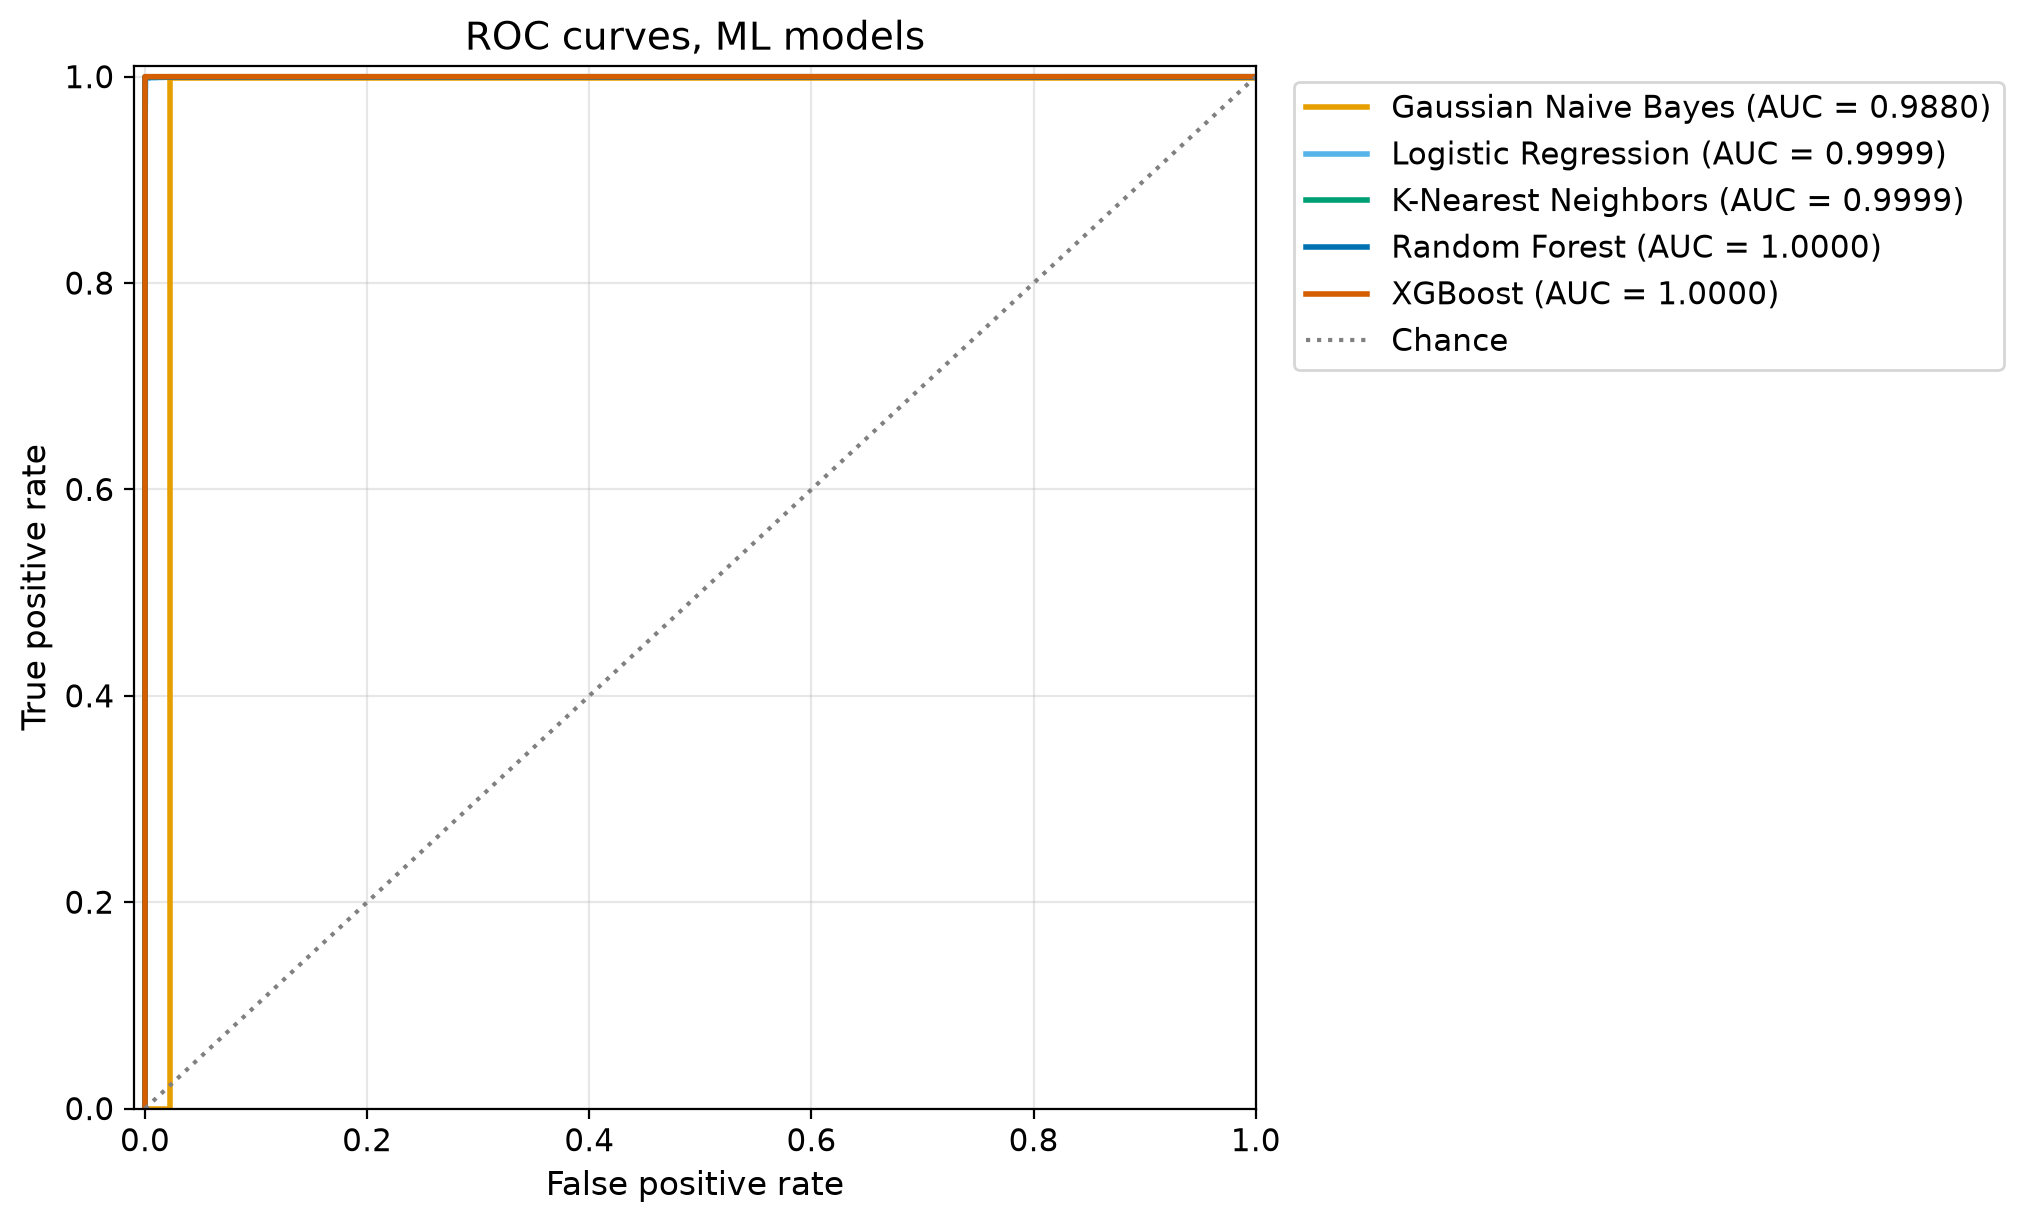 ROC curves, ML models
1.0
0.8
0.6
0.4
0.2
0.0
True positive rate
0.0 0.2 0.4 0.6 0.8 1.0
False positive rate
Gaussian Naive Bayes (AUC = 0.9880)
Logistic Regression (AUC = 0.9999)
K-Nearest Neighbors (AUC = 0.9999)
Random Forest (AUC = 1.0000)
XGBoost (AUC = 1.0000)
Chance